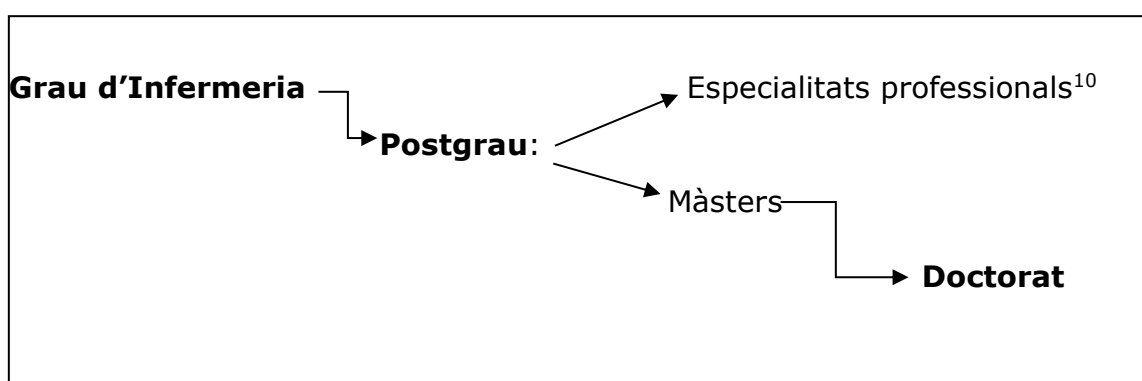 Grau d’Infermeria
Especialitats professionals¹⁰
Postgrau:
Màsters
Doctorat